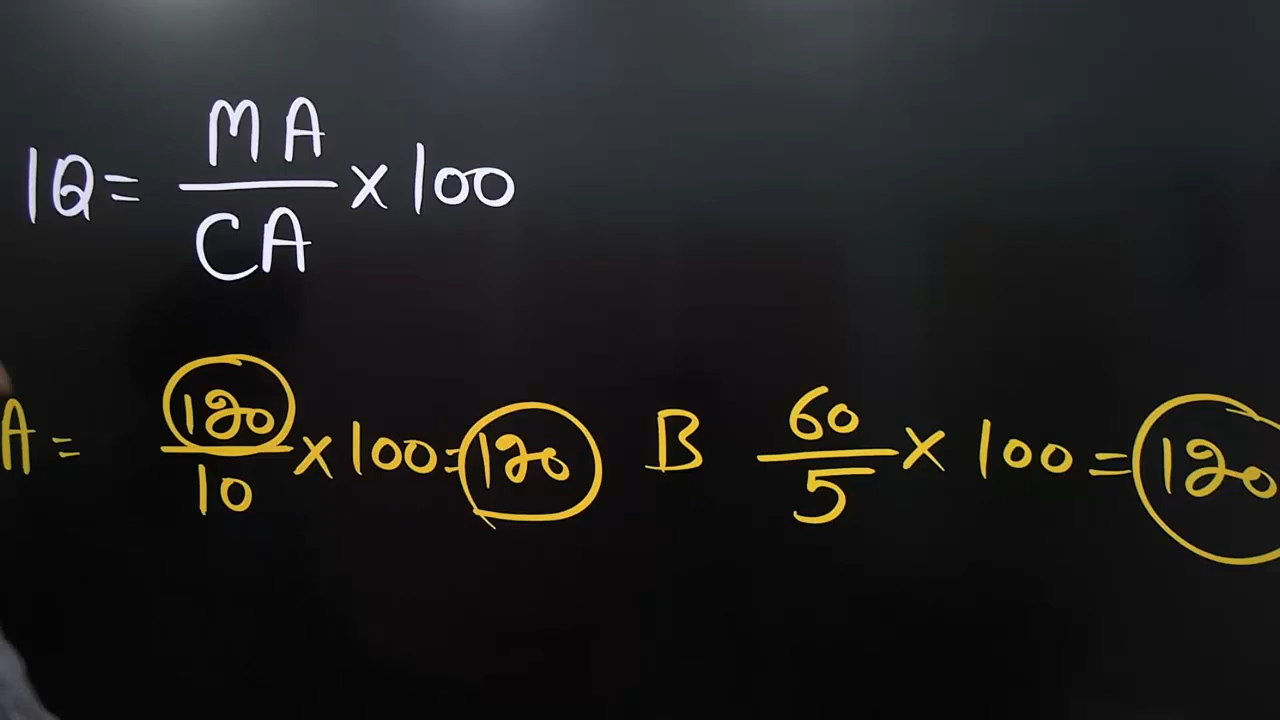 IQ = MA/CA × 100
A = 120/10 × 100 = 120
B 60/5 × 100 = 120